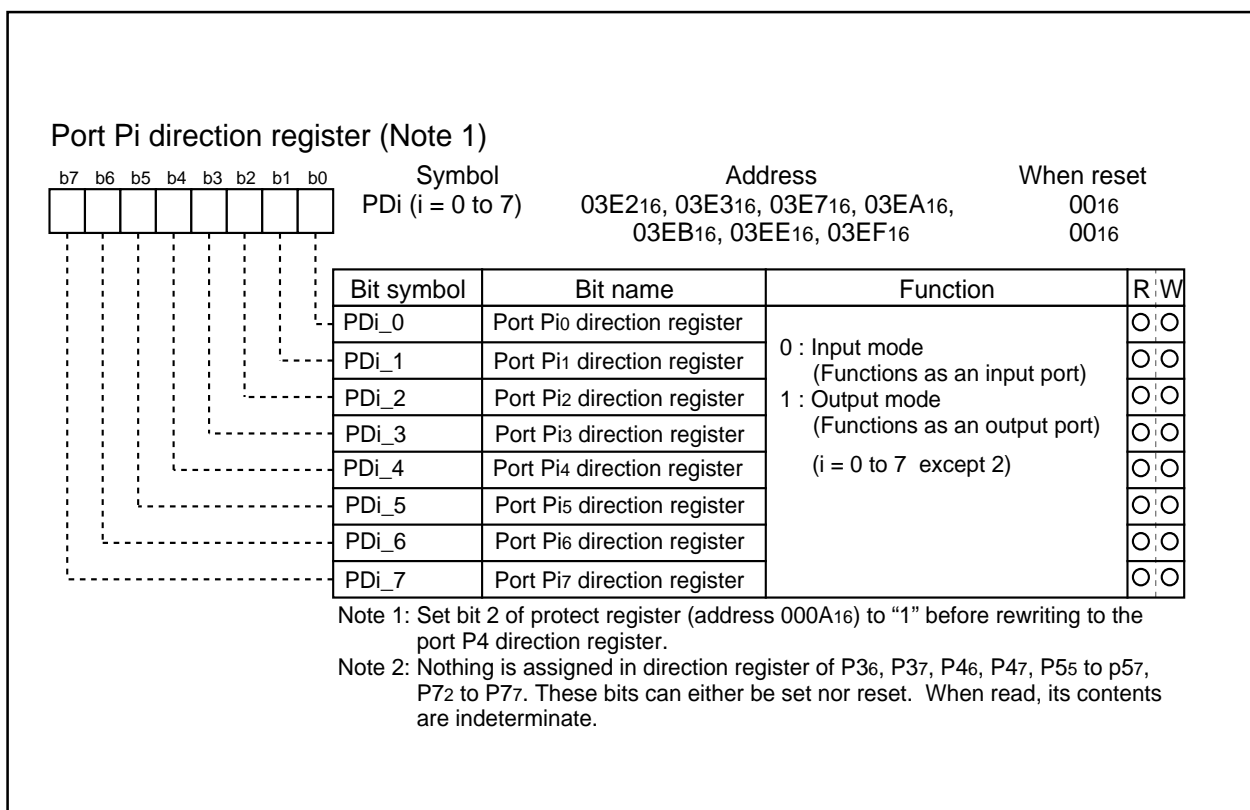 Port Pi direction register (Note 1)
b7 b6 b5 b4 b3 b2 b1 b0
Symbol Address When reset
PDi (i = 0 to 7) 03E216, 03E316, 03E716, 03EA16, 0016
03EB16, 03EE16, 03EF16 0016
Bit symbol Bit name Function R W
PDi_0 Port Pi0 direction register
PDi_1 Port Pi1 direction register
PDi_2 Port Pi2 direction register
PDi_3 Port Pi3 direction register
PDi_4 Port Pi4 direction register
PDi_5 Port Pi5 direction register
PDi_6 Port Pi6 direction register
PDi_7 Port Pi7 direction register
0 : Input mode
(Functions as an input port)
1 : Output mode
(Functions as an output port)
(i = 0 to 7 except 2)
Note 1: Set bit 2 of protect register (address 000A16) to “1” before rewriting to the
port P4 direction register.
Note 2: Nothing is assigned in direction register of P36, P37, P46, P47, P55 to p57,
P72 to P77. These bits can either be set nor reset. When read, its contents
are indeterminate.